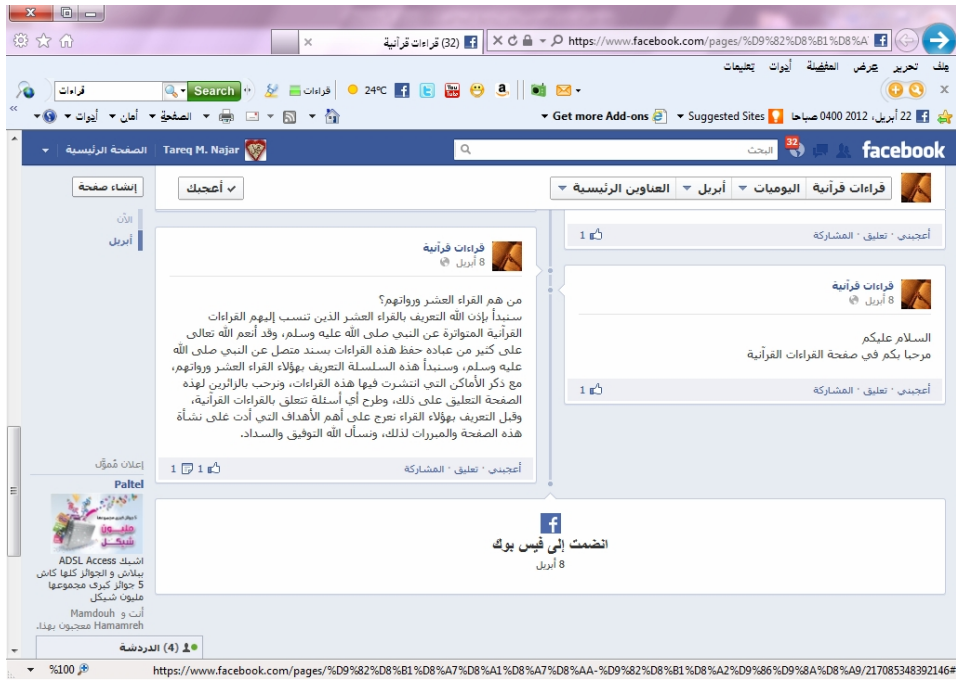 (32) قراءات قرآنية
https://www.facebook.com/pages/%D9%82%D8%B1%D8%A
ملف تحرير عرض المفضلة أدوات تعليمات
قراءات
Search
قراءات
24°C
22 أبريل، 2012 0400 صباحا
Suggested Sites
Get more Add-ons
الصفحة
أمان
أدوات
facebook
32
البحث
Tareq M. Najar
الصفحة الرئيسية
قراءات قرآنية
اليوميات
أبريل
العناوين الرئيسية
أعجبك
إنشاء صفحة
الآن
أبريل
أعجبني · تعليق · المشاركة
1
قراءات قرآنية
8 أبريل
السلام عليكم
مرحبا بكم في صفحة القراءات القرآنية
أعجبني · تعليق · المشاركة
1
قراءات قرآنية
8 أبريل
من هم القراء العشر ورواتهم؟
سنبدأ بإذن الله التعريف بالقراء العشر الذين تنسب إليهم القراءات
القرآنية المتواترة عن النبي صلى الله عليه وسلم، وقد أنعم الله تعالى
على كثير من عباده حفظ هذه القراءات بسند متصل عن النبي صلى الله
عليه وسلم، وسنبدأ هذه السلسلة التعريف بهؤلاء القراء العشر ورواتهم،
مع ذكر الأماكن التي انتشرت فيها هذه القراءات، ونرحب بالزائرين لهذه
الصفحة التعليق على ذلك، وطرح أي أسئلة تتعلق بالقراءات القرآنية،
وقبل التعريف بهؤلاء القراء نعرج على أهم الأهداف التي أدت غلى نشأة
هذه الصفحة والمبررات لذلك، ونسأل الله التوفيق والسداد.
أعجبني · تعليق · المشاركة
1 1
انضمت إلى فيس بوك
8 أبريل
إعلان مُموَّل
Paltel
مليون
شيكل
اشبك ADSL Access
ببلاش و الجوائز كلها كاش
5 جوائز كبرى مجموعها
مليون شيكل
أنت و Mamdouh
Hamamreh معجبون بهذا.
الدردشة (4)
%100
https://www.facebook.com/pages/%D9%82%D8%B1%D8%A7%D8%A1%D8%A7%D8%AA-%D9%82%D8%B1%D8%A2%D9%86%D9%8A%D8%A9/217085348392146#